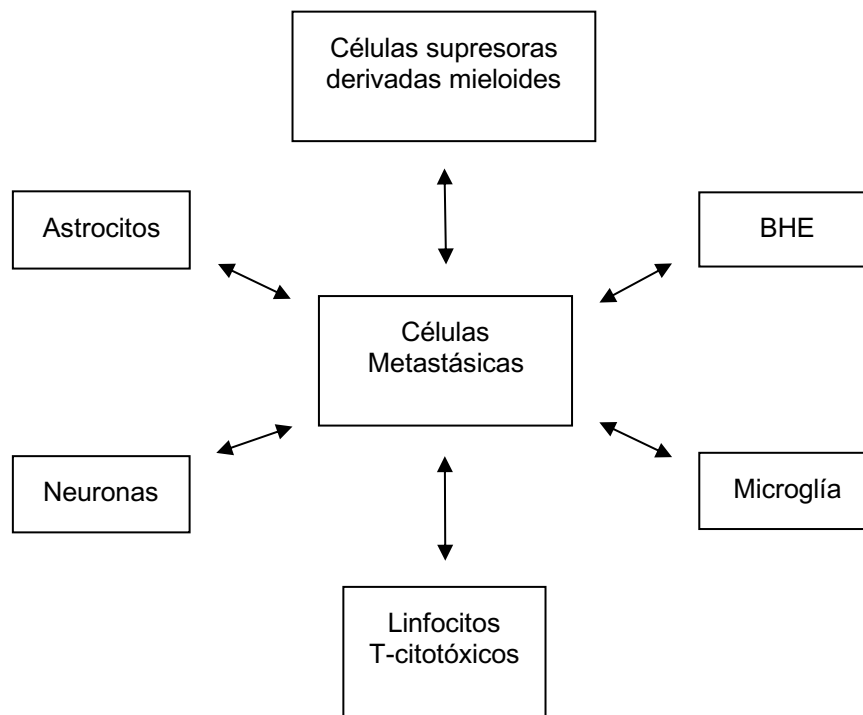 Células supresoras
derivadas mieloides
Astrocitos
BHE
Células
Metastásicas
Neuronas
Microglía
Linfocitos
T-citotóxicos